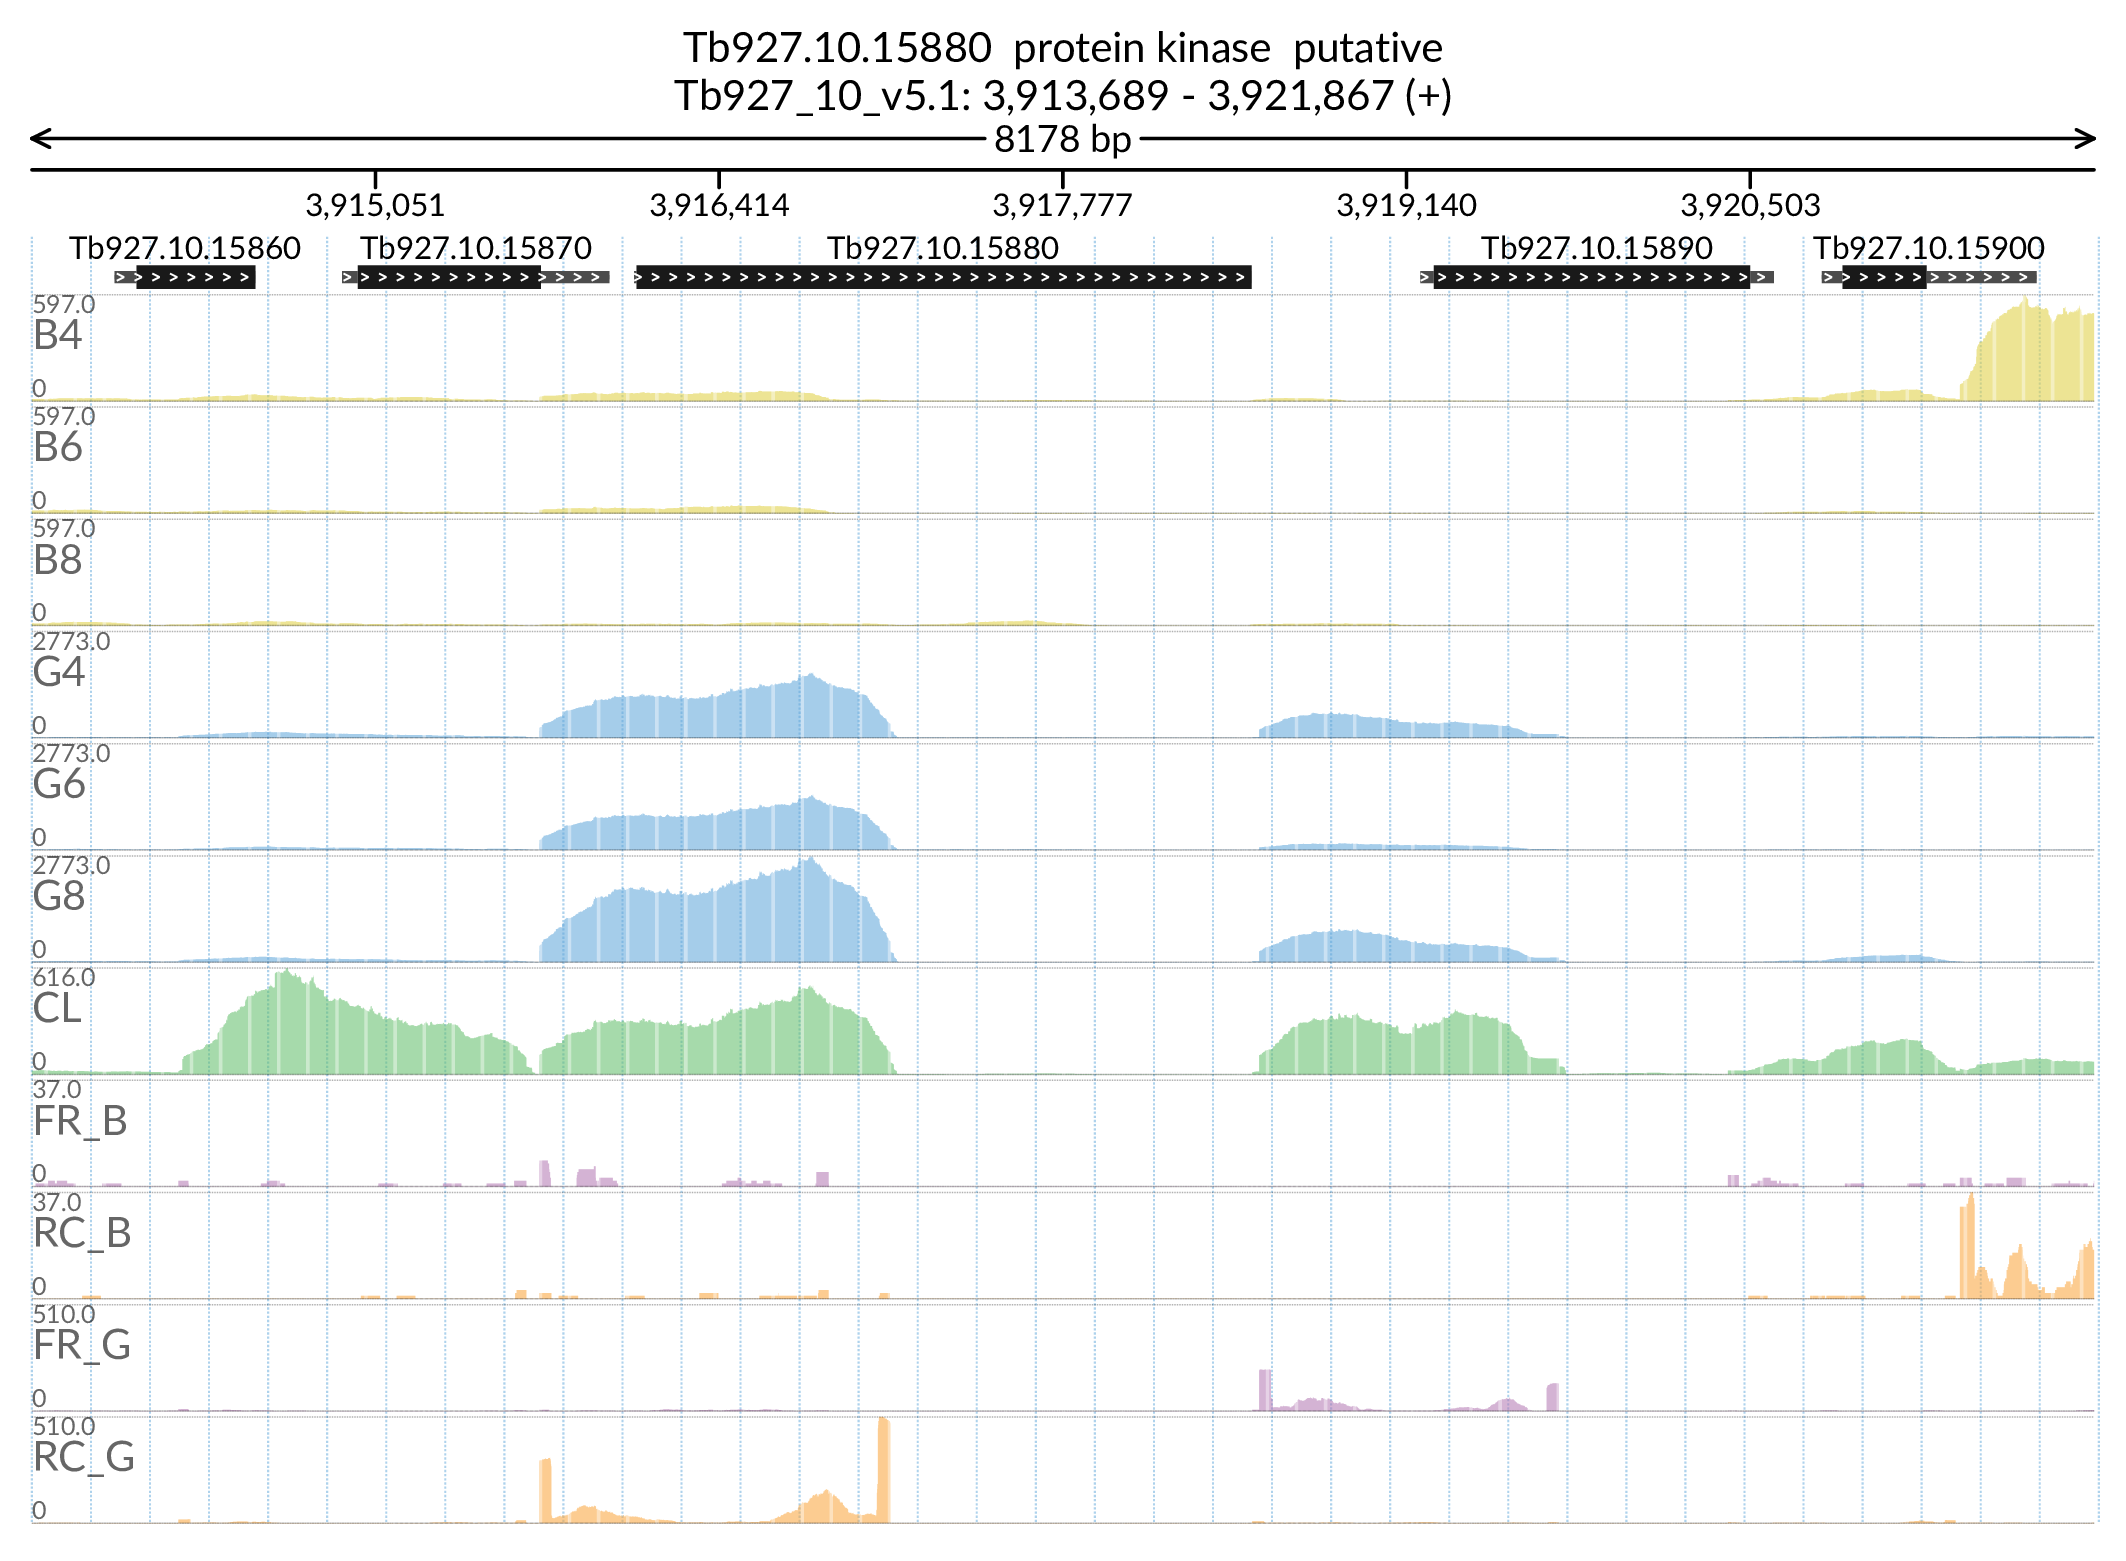 Tb927.10.15880 protein kinase putative
Tb927_10_v5.1: 3,913,689 - 3,921,867 (+)
8178 bp
3,915,051 3,916,414 3,917,777 3,919,140 3,920,503
Tb927.10.15860 Tb927.10.15870 Tb927.10.15880 Tb927.10.15890 Tb927.10.15900
597.0
B4
0
597.0
B6
0
597.0
B8
0
2773.0
G4
0
2773.0
G6
0
2773.0
G8
0
616.0
CL
0
37.0
FR_B
0
37.0
RC_B
0
510.0
FR_G
0
510.0
RC_G
0